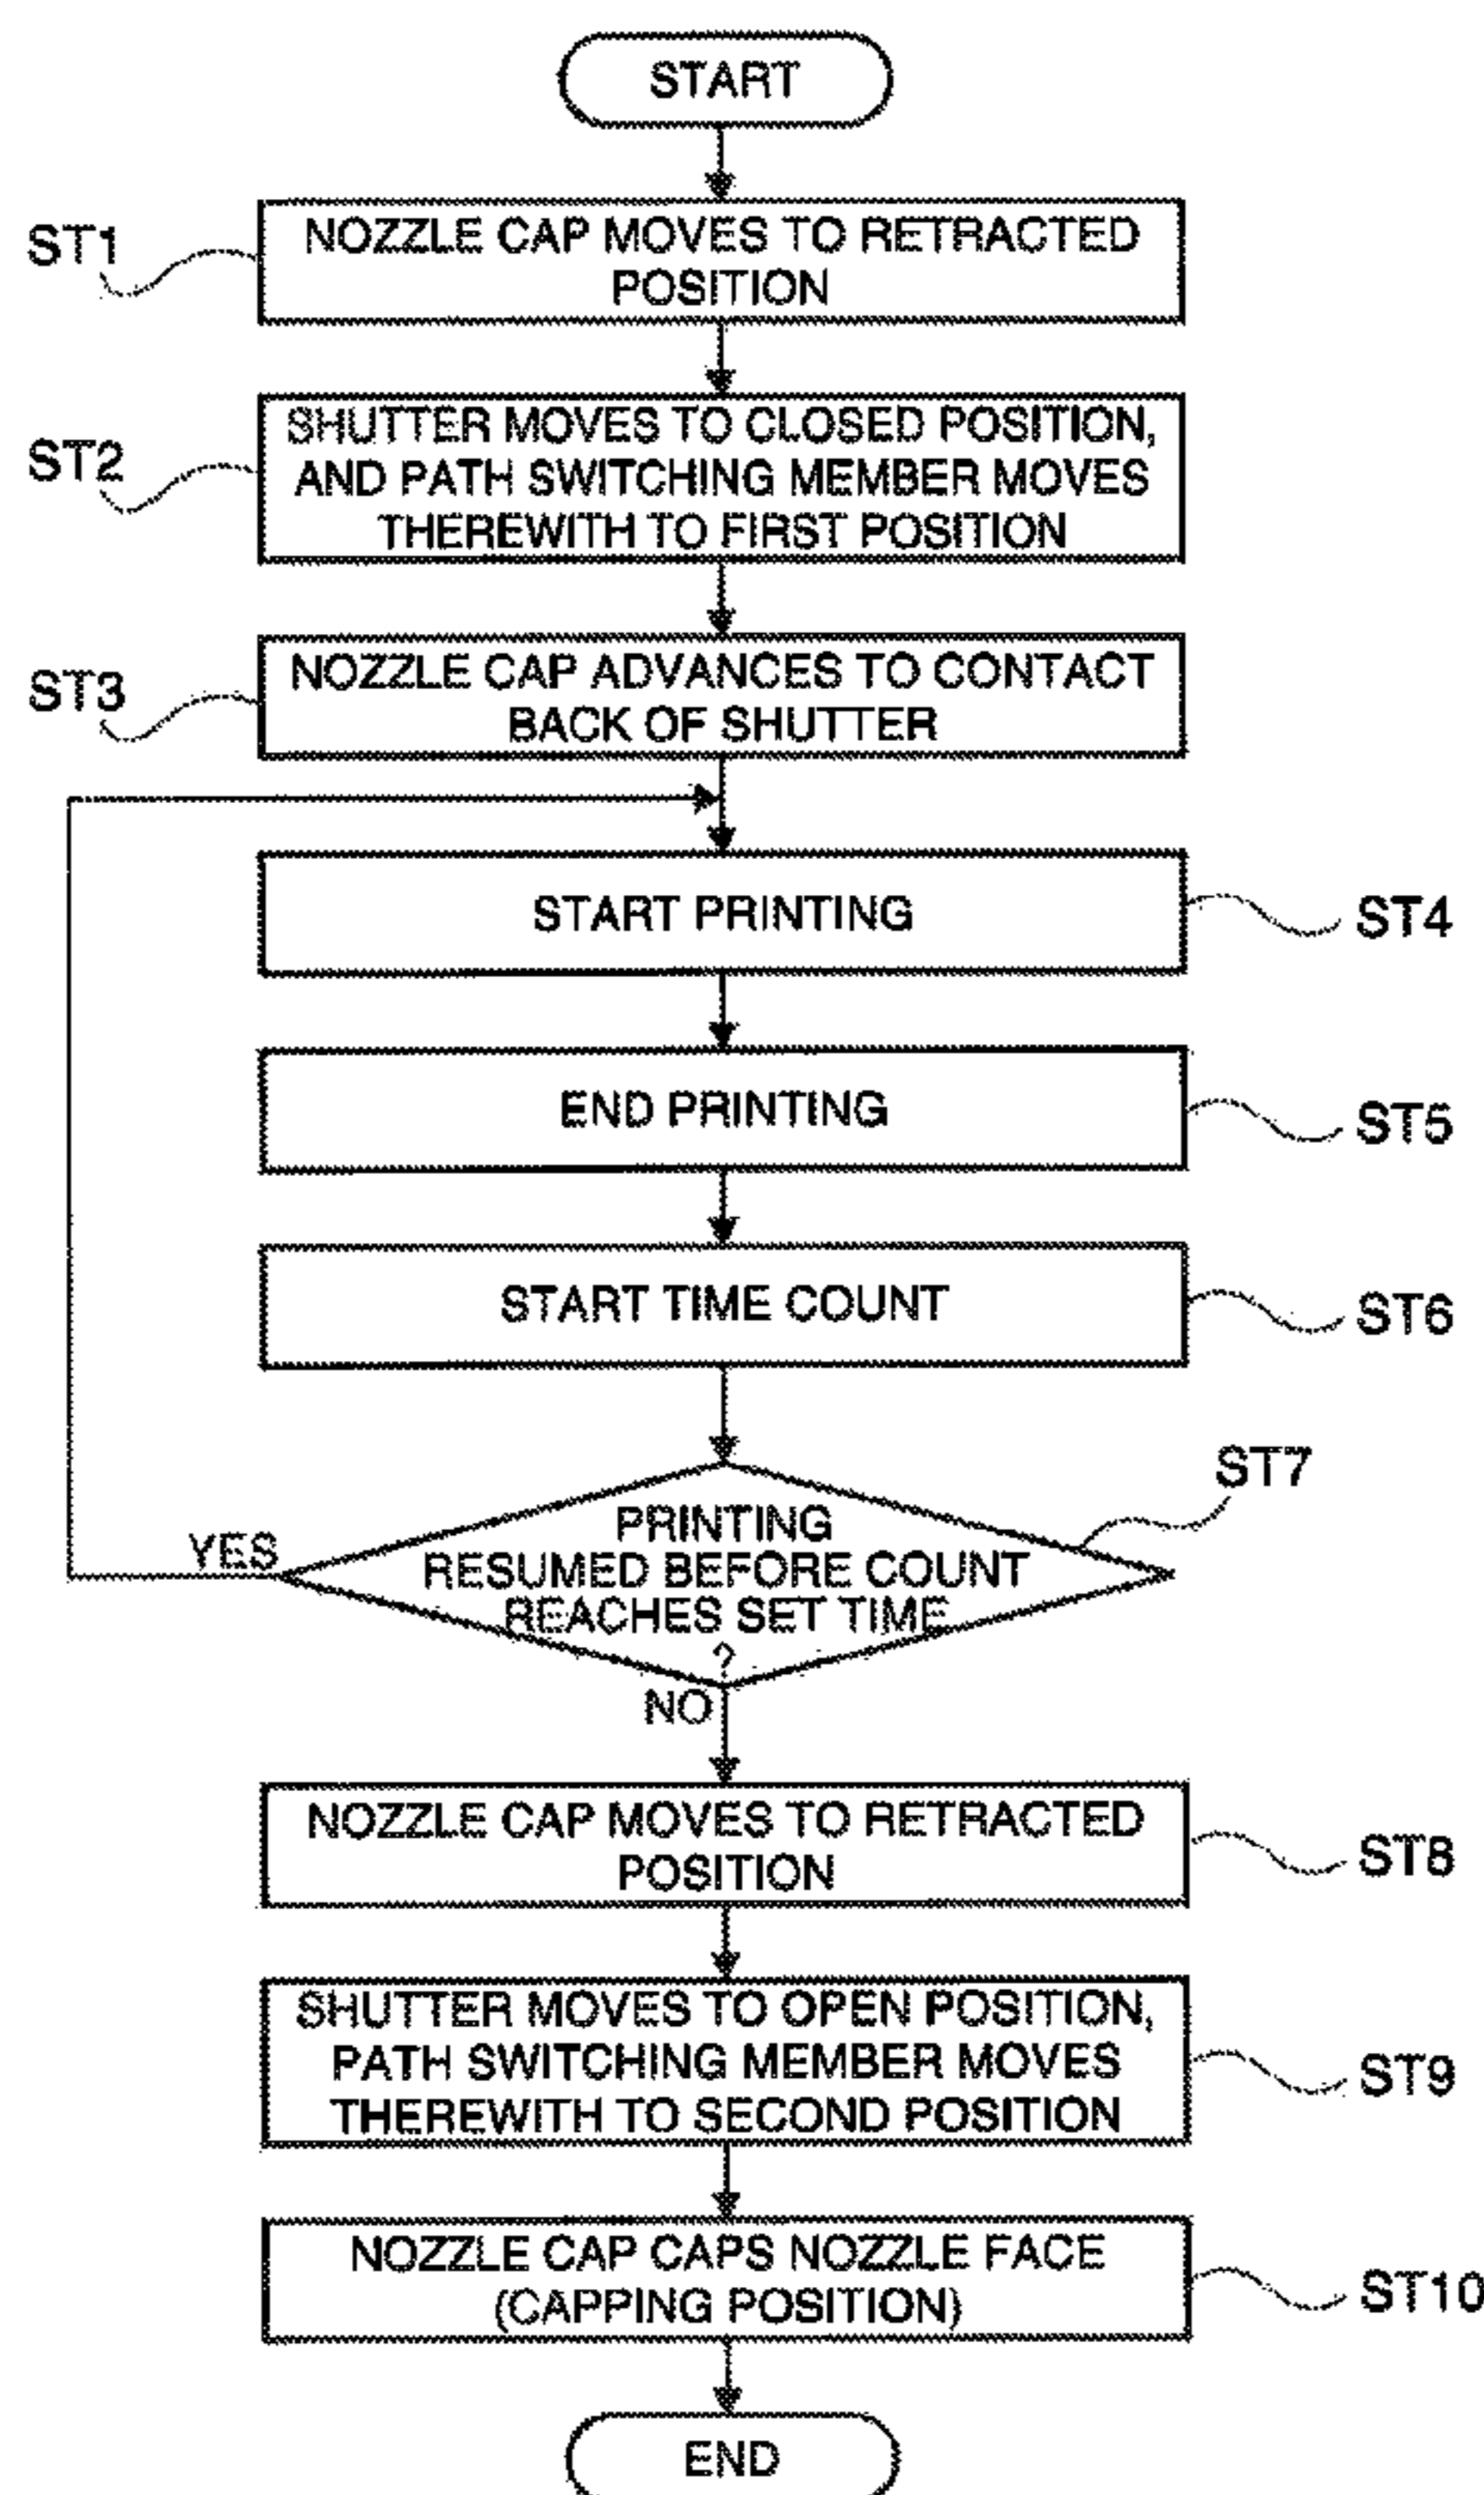 START
ST1
NOZZLE CAP MOVES TO RETRACTED
POSITION
ST2
SHUTTER MOVES TO CLOSED POSITION,
AND PATH SWITCHING MEMBER MOVES
THEREWITH TO FIRST POSITION
ST3
NOZZLE CAP ADVANCES TO CONTACT
BACK OF SHUTTER
START PRINTING
ST4
END PRINTING
ST5
START TIME COUNT
ST6
ST7
PRINTING
RESUMED BEFORE COUNT
REACHES SET TIME
?
YES
NO
NOZZLE CAP MOVES TO RETRACTED
POSITION
ST8
SHUTTER MOVES TO OPEN POSITION,
PATH SWITCHING MEMBER MOVES
THEREWITH TO SECOND POSITION
ST9
NOZZLE CAP CAPS NOZZLE FACE
(CAPPING POSITION)
ST10
END